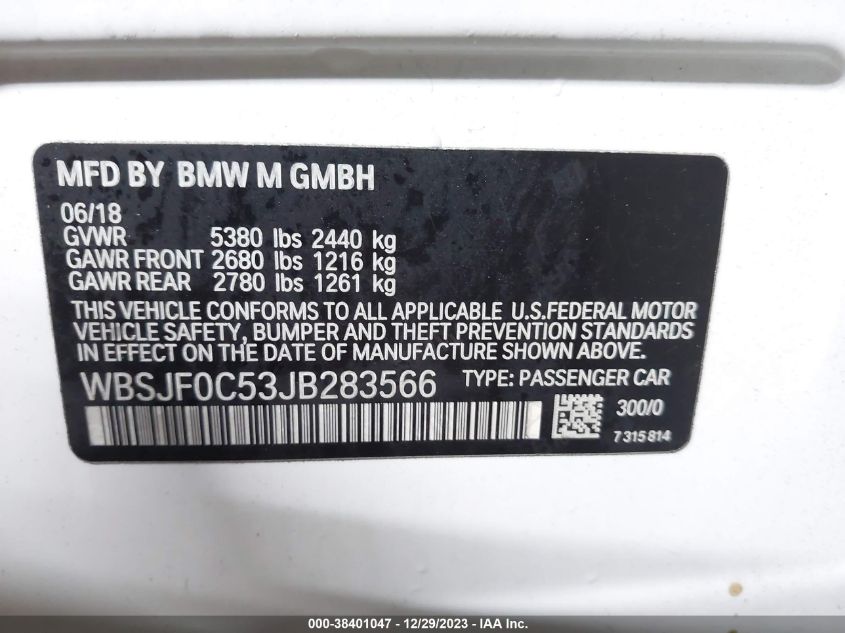 MFD BY BMW M GMBH
06/18
GVWR 5380 lbs 2440 kg
GAWR FRONT 2680 lbs 1216 kg
GAWR REAR 2780 lbs 1261 kg
THIS VEHICLE CONFORMS TO ALL APPLICABLE U.S.FEDERAL MOTOR
VEHICLE SAFETY, BUMPER AND THEFT PREVENTION STANDARDS
IN EFFECT ON THE DATE OF MANUFACTURE SHOWN ABOVE.
WBSJF0C53JB283566 TYPE: PASSENGER CAR
300/0
7 315 814
000-38401047 - 12/29/2023 - IAA Inc.